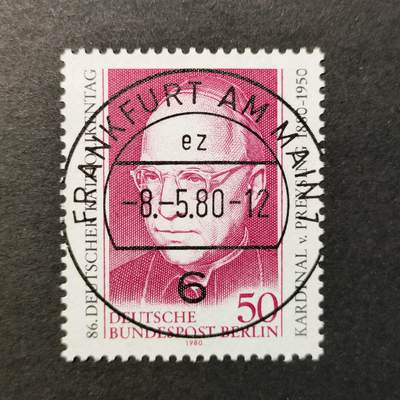 86. DEUTSCHER KATHOLIKENTAG
FRANKFURT AM MAIN 1
ez
-8.-5.80-12
6
50
DEUTSCHE
BUNDESPOST BERLIN
1980
KARDINAL v. PREYSING 1880-1950